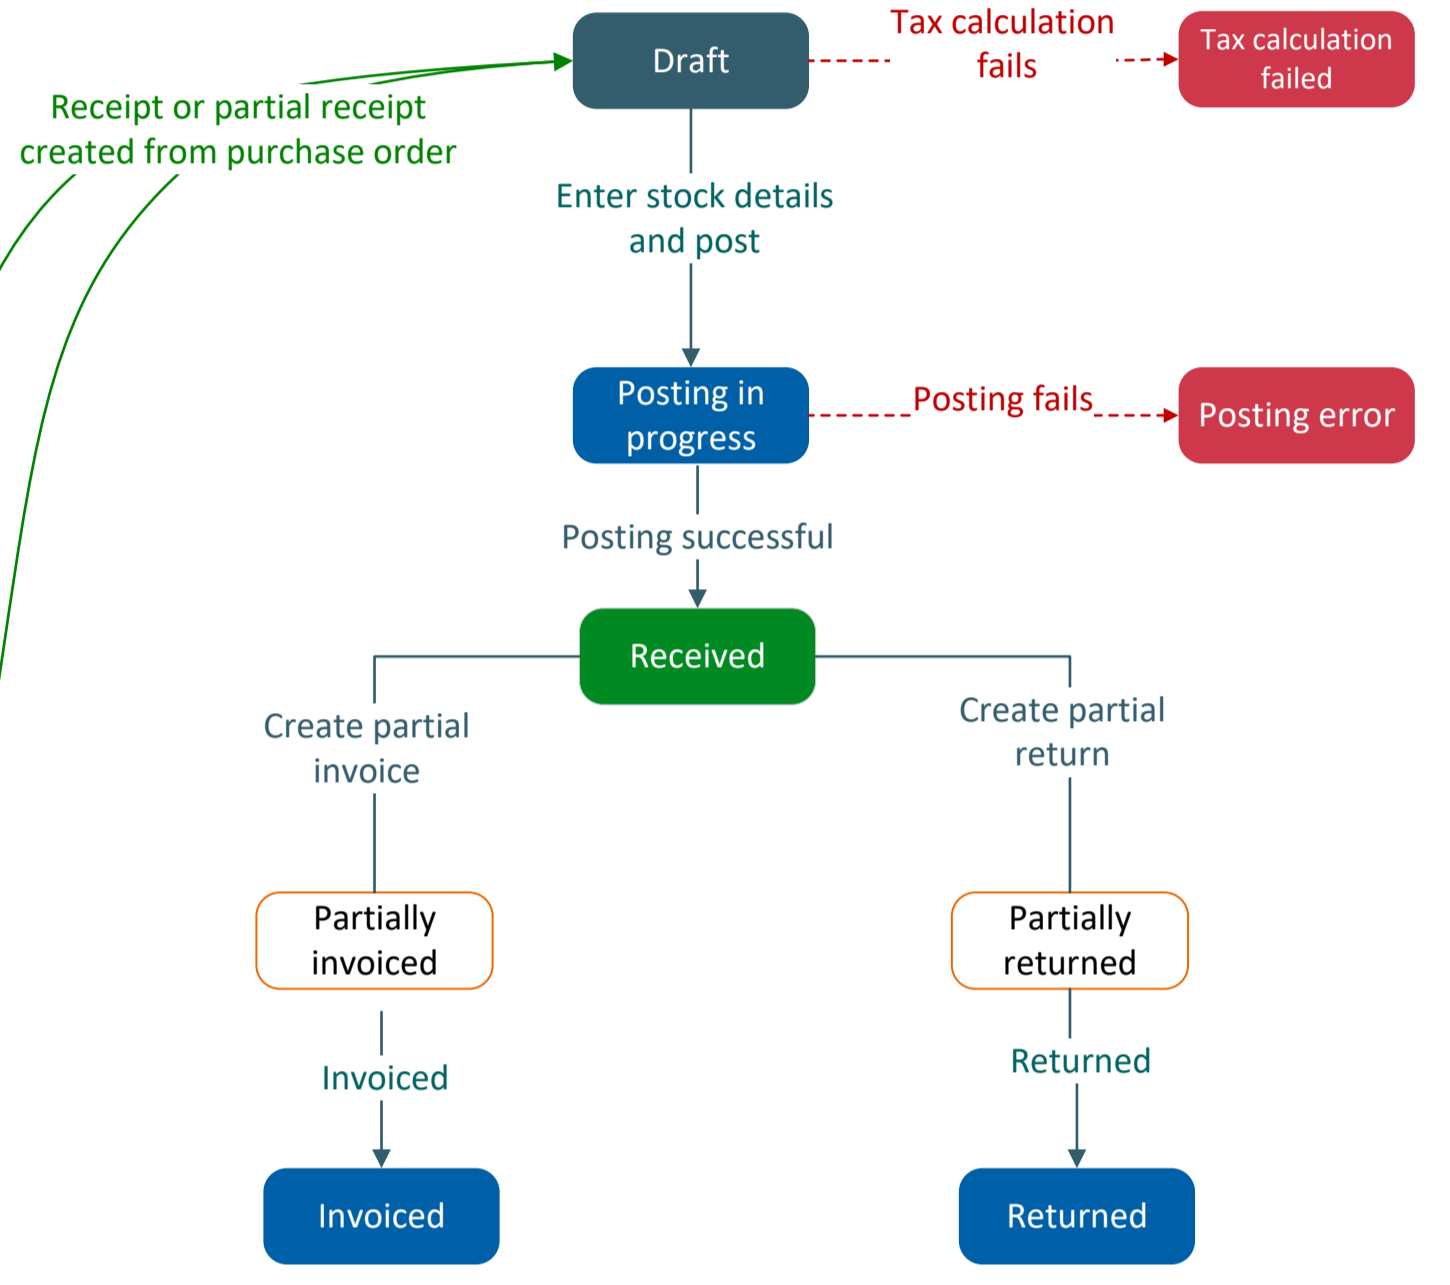 Draft
Tax calculation
fails
Tax calculation
failed
Receipt or partial receipt
created from purchase order
Enter stock details
and post
Posting in
progress
Posting fails
Posting error
Posting successful
Received
Create partial
invoice
Create partial
return
Partially
invoiced
Partially
returned
Invoiced
Returned
Invoiced
Returned